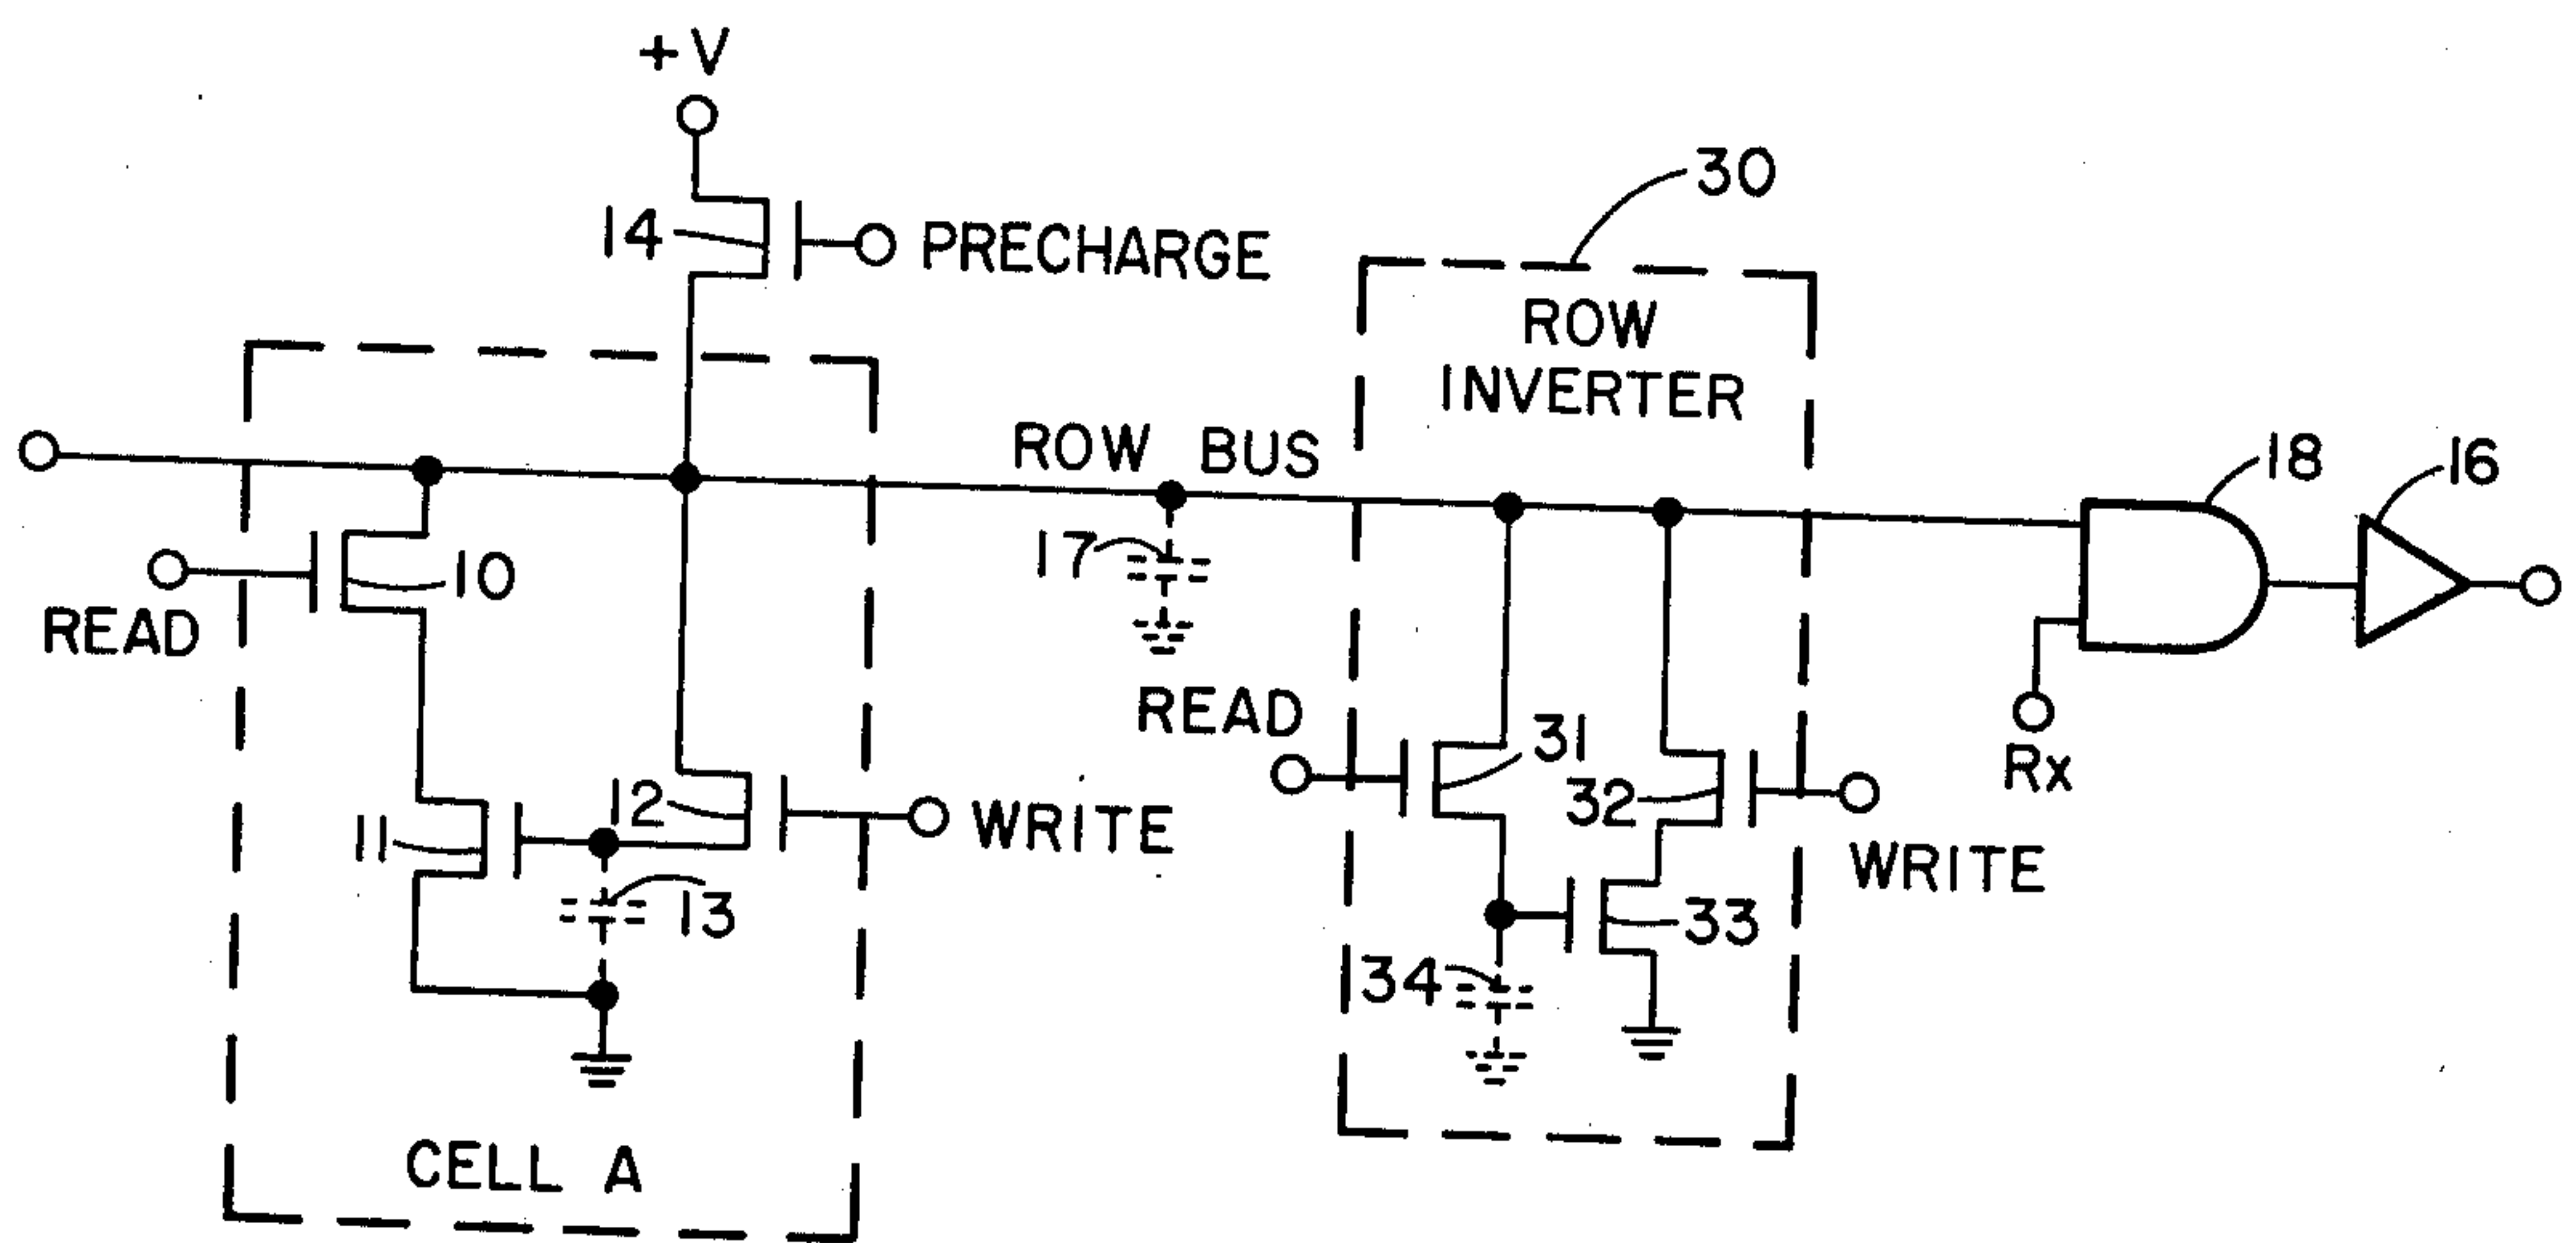 +V
30
14
PRECHARGE
ROW
INVERTER
ROW BUS
18
16
10
17
READ
READ
31
12
32
Rx
11
WRITE
WRITE
13
33
34
CELL A